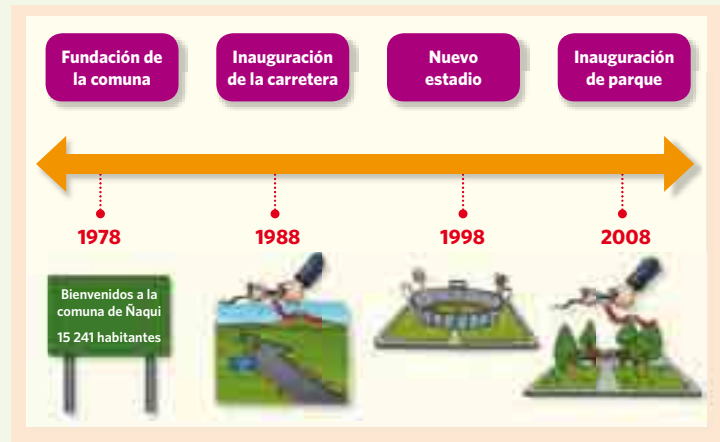 Fundación de
la comuna
Inauguración
de la carretera
Nuevo
estadio
Inauguración
de parque
1978
1988
1998
2008
Bienvenidos a la
comuna de Ñaqui
15 241 habitantes